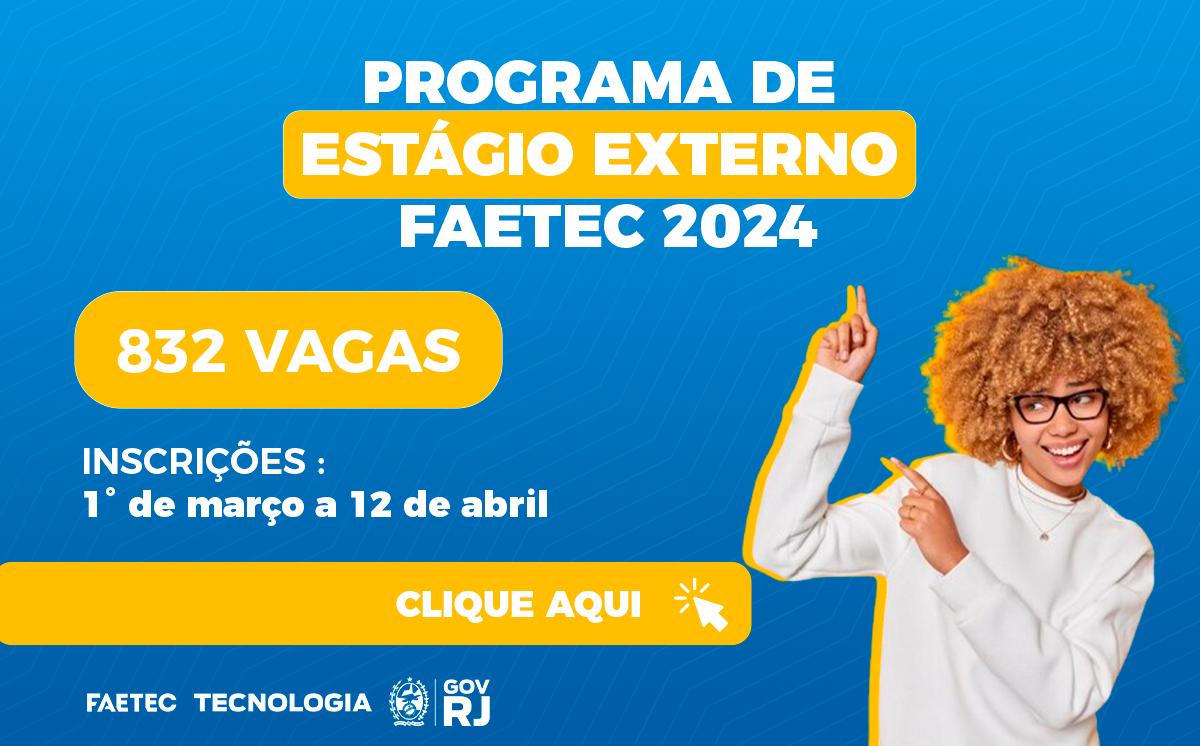 PROGRAMA DE
ESTÁGIO EXTERNO
FAETEC 2024
832 VAGAS
INSCRIÇÕES :
1° de março a 12 de abril
CLIQUE AQUI
FAETEC TECNOLOGIA GOV
RJ